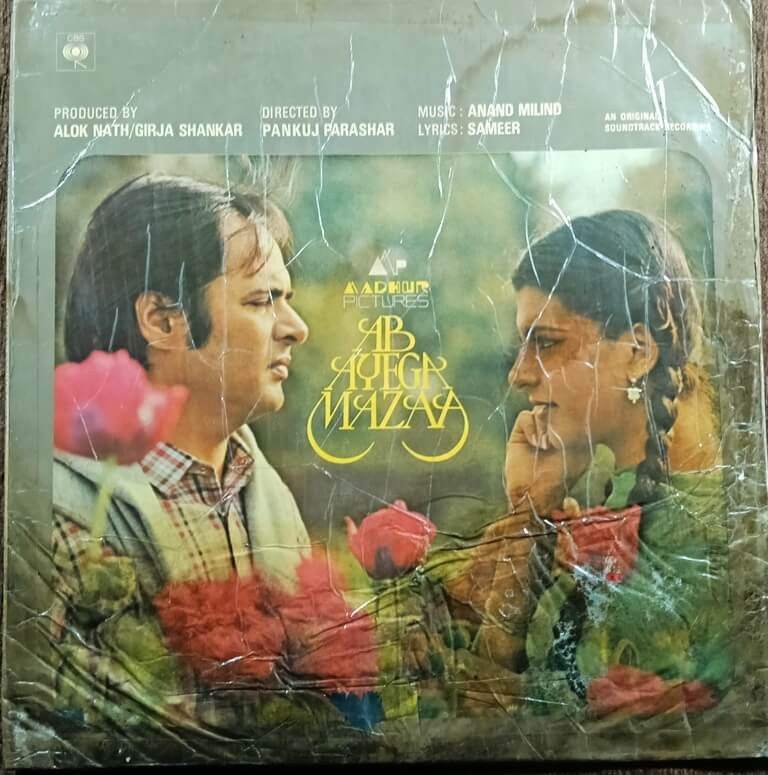 CBS
PRODUCED BY
ALOK NATH/GIRJA SHANKAR
DIRECTED BY
PANKUJ PARASHAR
MUSIC : ANAND MILIND
LYRICS : SAMEER
AN ORIGINAL
SOUNDTRACK RECORDING
MADHUR
PICTURES
AB
AYEGA
MAZAA